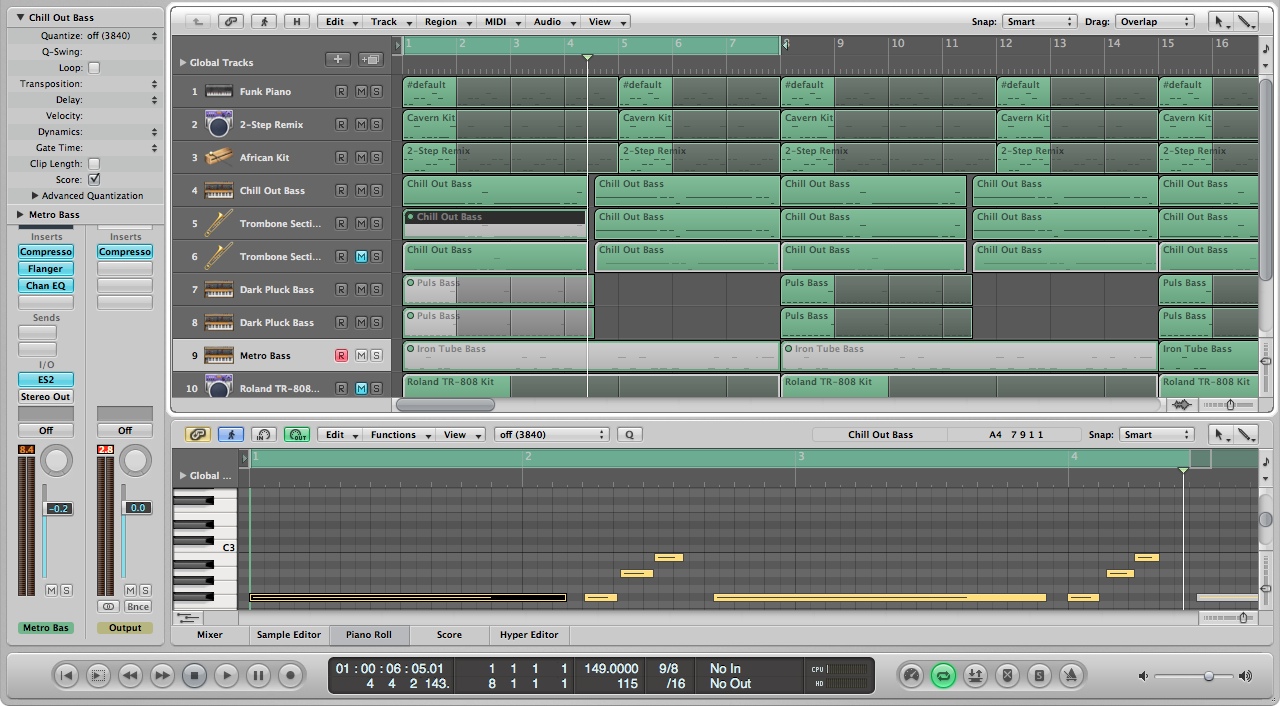 Chill Out Bass
Quantize: off (3840)
Q-Swing:
Loop:
Transposition:
Delay:
Velocity:
Dynamics:
Gate Time:
Clip Length:
Score:
Advanced Quantization
Metro Bass
Inserts Inserts
Compresso Compresso
Flanger
Chan EQ
Sends
I/O
ES2
Stereo Out
Off Off
8.4 2.8
-0.2 0.0
M S M S
Bnce
Metro Bas Output
H Edit Track Region MIDI Audio View Snap: Smart Drag: Overlap
1 2 3 4 5 6 7 8 9 10 11 12 13 14 15 16
Global Tracks
1 Funk Piano R M S #default #default #default #default #default
2 2-Step Remix R M S Cavern Kit Cavern Kit Cavern Kit Cavern Kit Cavern Kit
3 African Kit R M S 2-Step Remix 2-Step Remix 2-Step Remix 2-Step Remix 2-Step Remix
4 Chill Out Bass R M S Chill Out Bass Chill Out Bass Chill Out Bass Chill Out Bass Chill Out Bass
5 Trombone Secti... R M S Chill Out Bass Chill Out Bass Chill Out Bass Chill Out Bass Chill Out Bass
6 Trombone Secti... R M S Chill Out Bass Chill Out Bass Chill Out Bass Chill Out Bass Chill Out Bass
7 Dark Pluck Bass R M S Puls Bass Puls Bass Puls Bass
8 Dark Pluck Bass R M S Puls Bass Puls Bass Puls Bass
9 Metro Bass R M S Iron Tube Bass Iron Tube Bass Iron Tube Bass
10 Roland TR-808... R M S Roland TR-808 Kit Roland TR-808 Kit Roland TR-808 Kit
IN OUT Edit Functions View off (3840) Q Chill Out Bass A4 7 9 1 1 Snap: Smart
1 2 3 4
Global ...
C3
Mixer Sample Editor Piano Roll Score Hyper Editor
01 : 00 : 06 : 05.01 1 1 1 1 149.0000 9/8 No In CPU
4 4 2 143. 8 1 1 1 115 /16 No Out HD
S